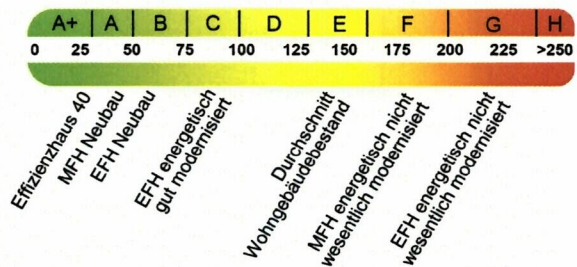 A+ A B C D E F G H
0 25 50 75 100 125 150 175 200 225 >250
Effizienzhaus 40
MFH Neubau
EFH Neubau
EFH energetisch
gut modernisiert
Durchschnitt
Wohngebäudebestand
MFH energetisch nicht
wesentlich modernisiert
EFH energetisch nicht
wesentlich modernisiert